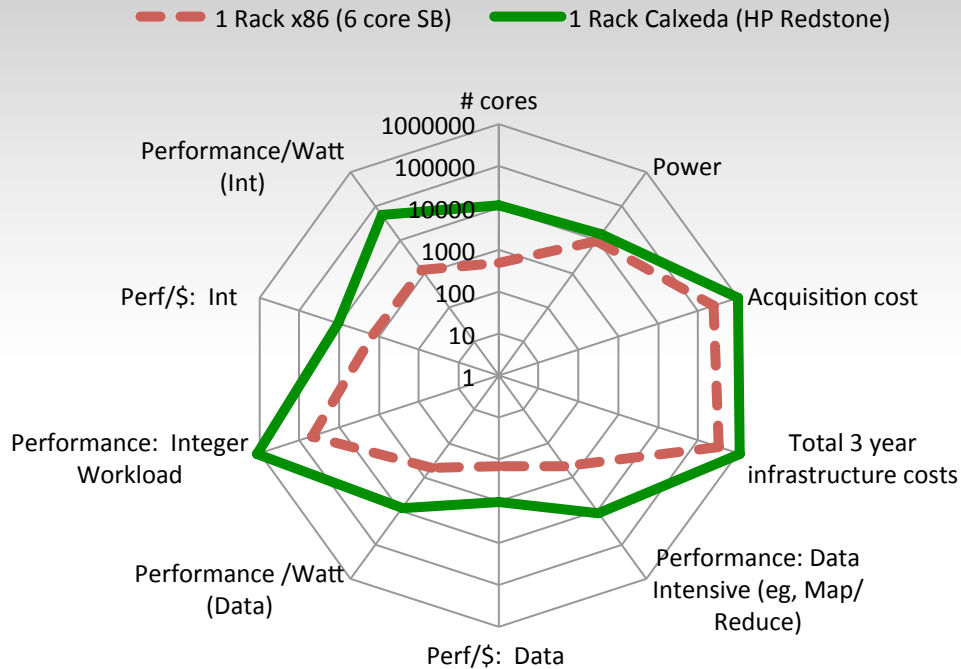 1 Rack x86 (6 core SB)
1 Rack Calxeda (HP Redstone)
# cores
1000000
100000
10000
1000
100
10
1
Power
Acquisition cost
Total 3 year
infrastructure costs
Performance: Data
Intensive (eg, Map/
Reduce)
Perf/$: Data
Performance /Watt
(Data)
Performance: Integer
Workload
Perf/$: Int
Performance/Watt
(Int)